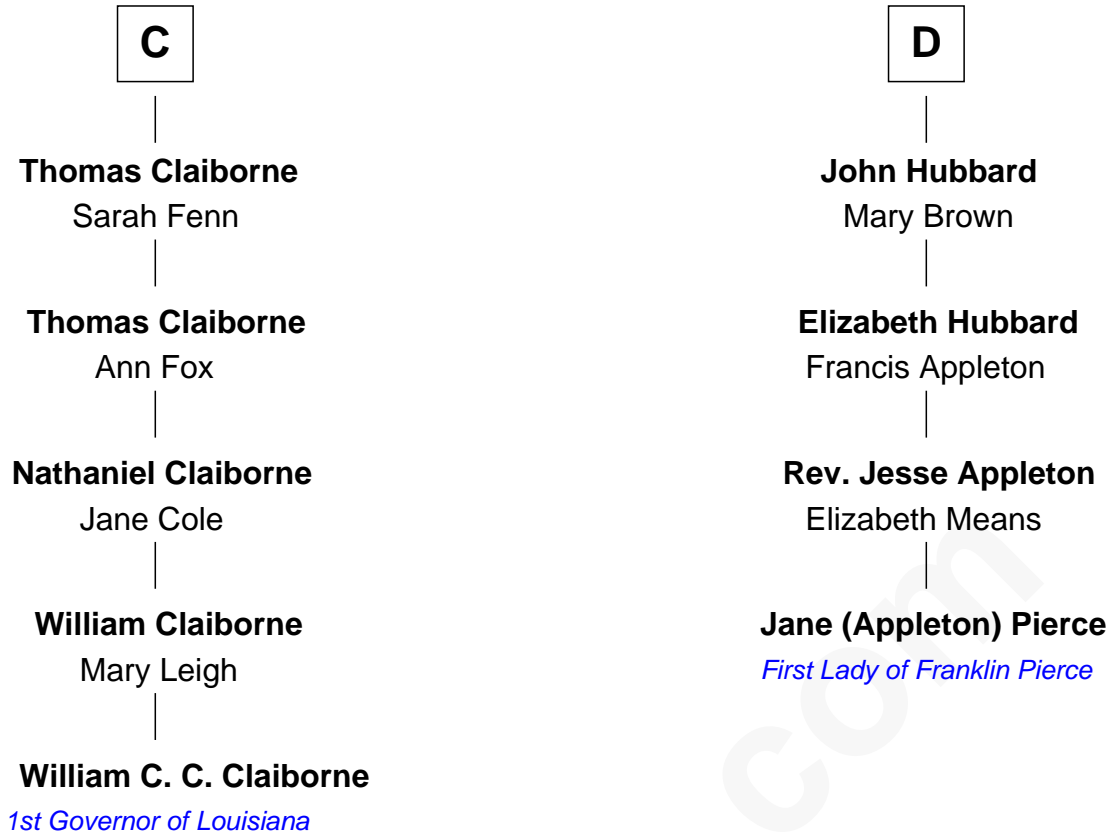 C
Thomas Claiborne
Sarah Fenn
Thomas Claiborne
Ann Fox
Nathaniel Claiborne
Jane Cole
William Claiborne
Mary Leigh
William C. C. Claiborne
1st Governor of Louisiana
D
John Hubbard
Mary Brown
Elizabeth Hubbard
Francis Appleton
Rev. Jesse Appleton
Elizabeth Means
Jane (Appleton) Pierce
First Lady of Franklin Pierce
com